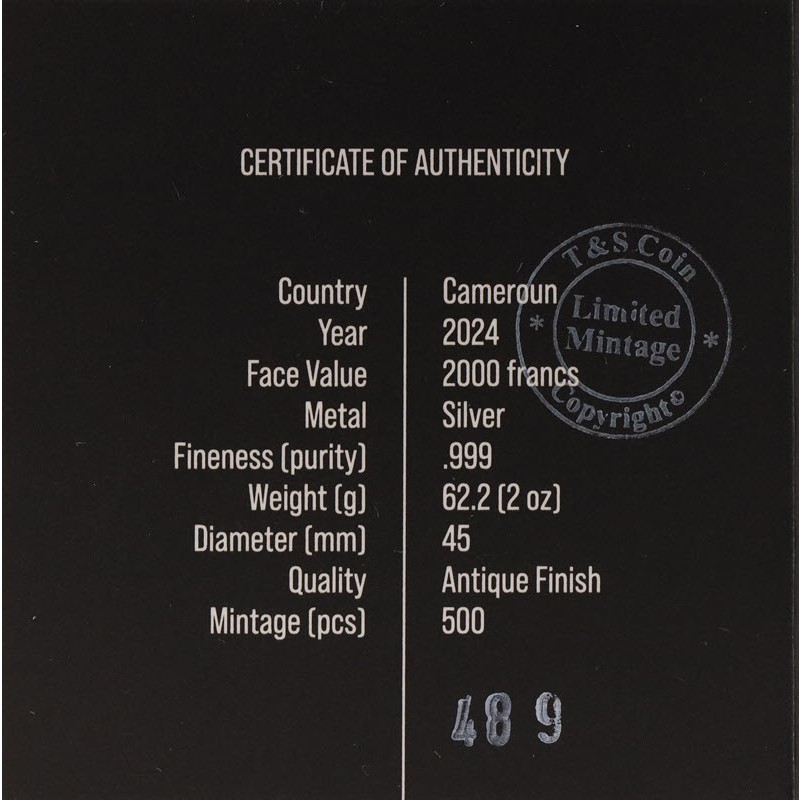 CERTIFICATE OF AUTHENTICITY
Country Cameroun
Year 2024
Face Value 2000 francs
Metal Silver
Fineness (purity) .999
Weight (g) 62.2 (2 oz)
Diameter (mm) 45
Quality Antique Finish
Mintage (pcs) 500
T&S Coin
* Limited *
Mintage
Copyright©
489